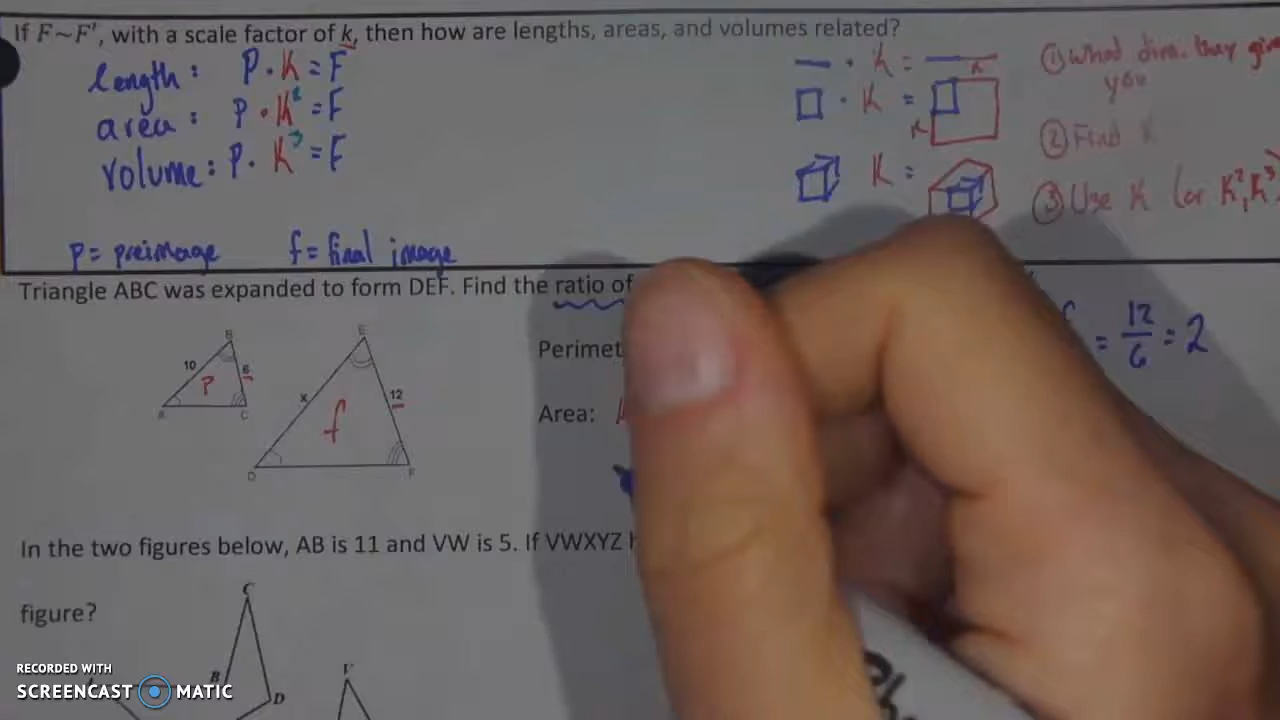 If F~F', with a scale factor of k, then how are lengths, areas, and volumes related?
length: P · K = F
area: P · K² = F
volume: P · K³ = F
P = preimage f = final image
· K =
K
· K =
K
K =
① What dim. they give you
② Find K
③ Use K (or K², K³
Triangle ABC was expanded to form DEF. Find the ratio of
B
10
6
P
A
C
E
x
12
f
D
F
Perimet
Area:
= 12/6 = 2
In the two figures below, AB is 11 and VW is 5. If VWXYZ
figure?
C
B
D
V
RECORDED WITH
SCREENCAST MATIC